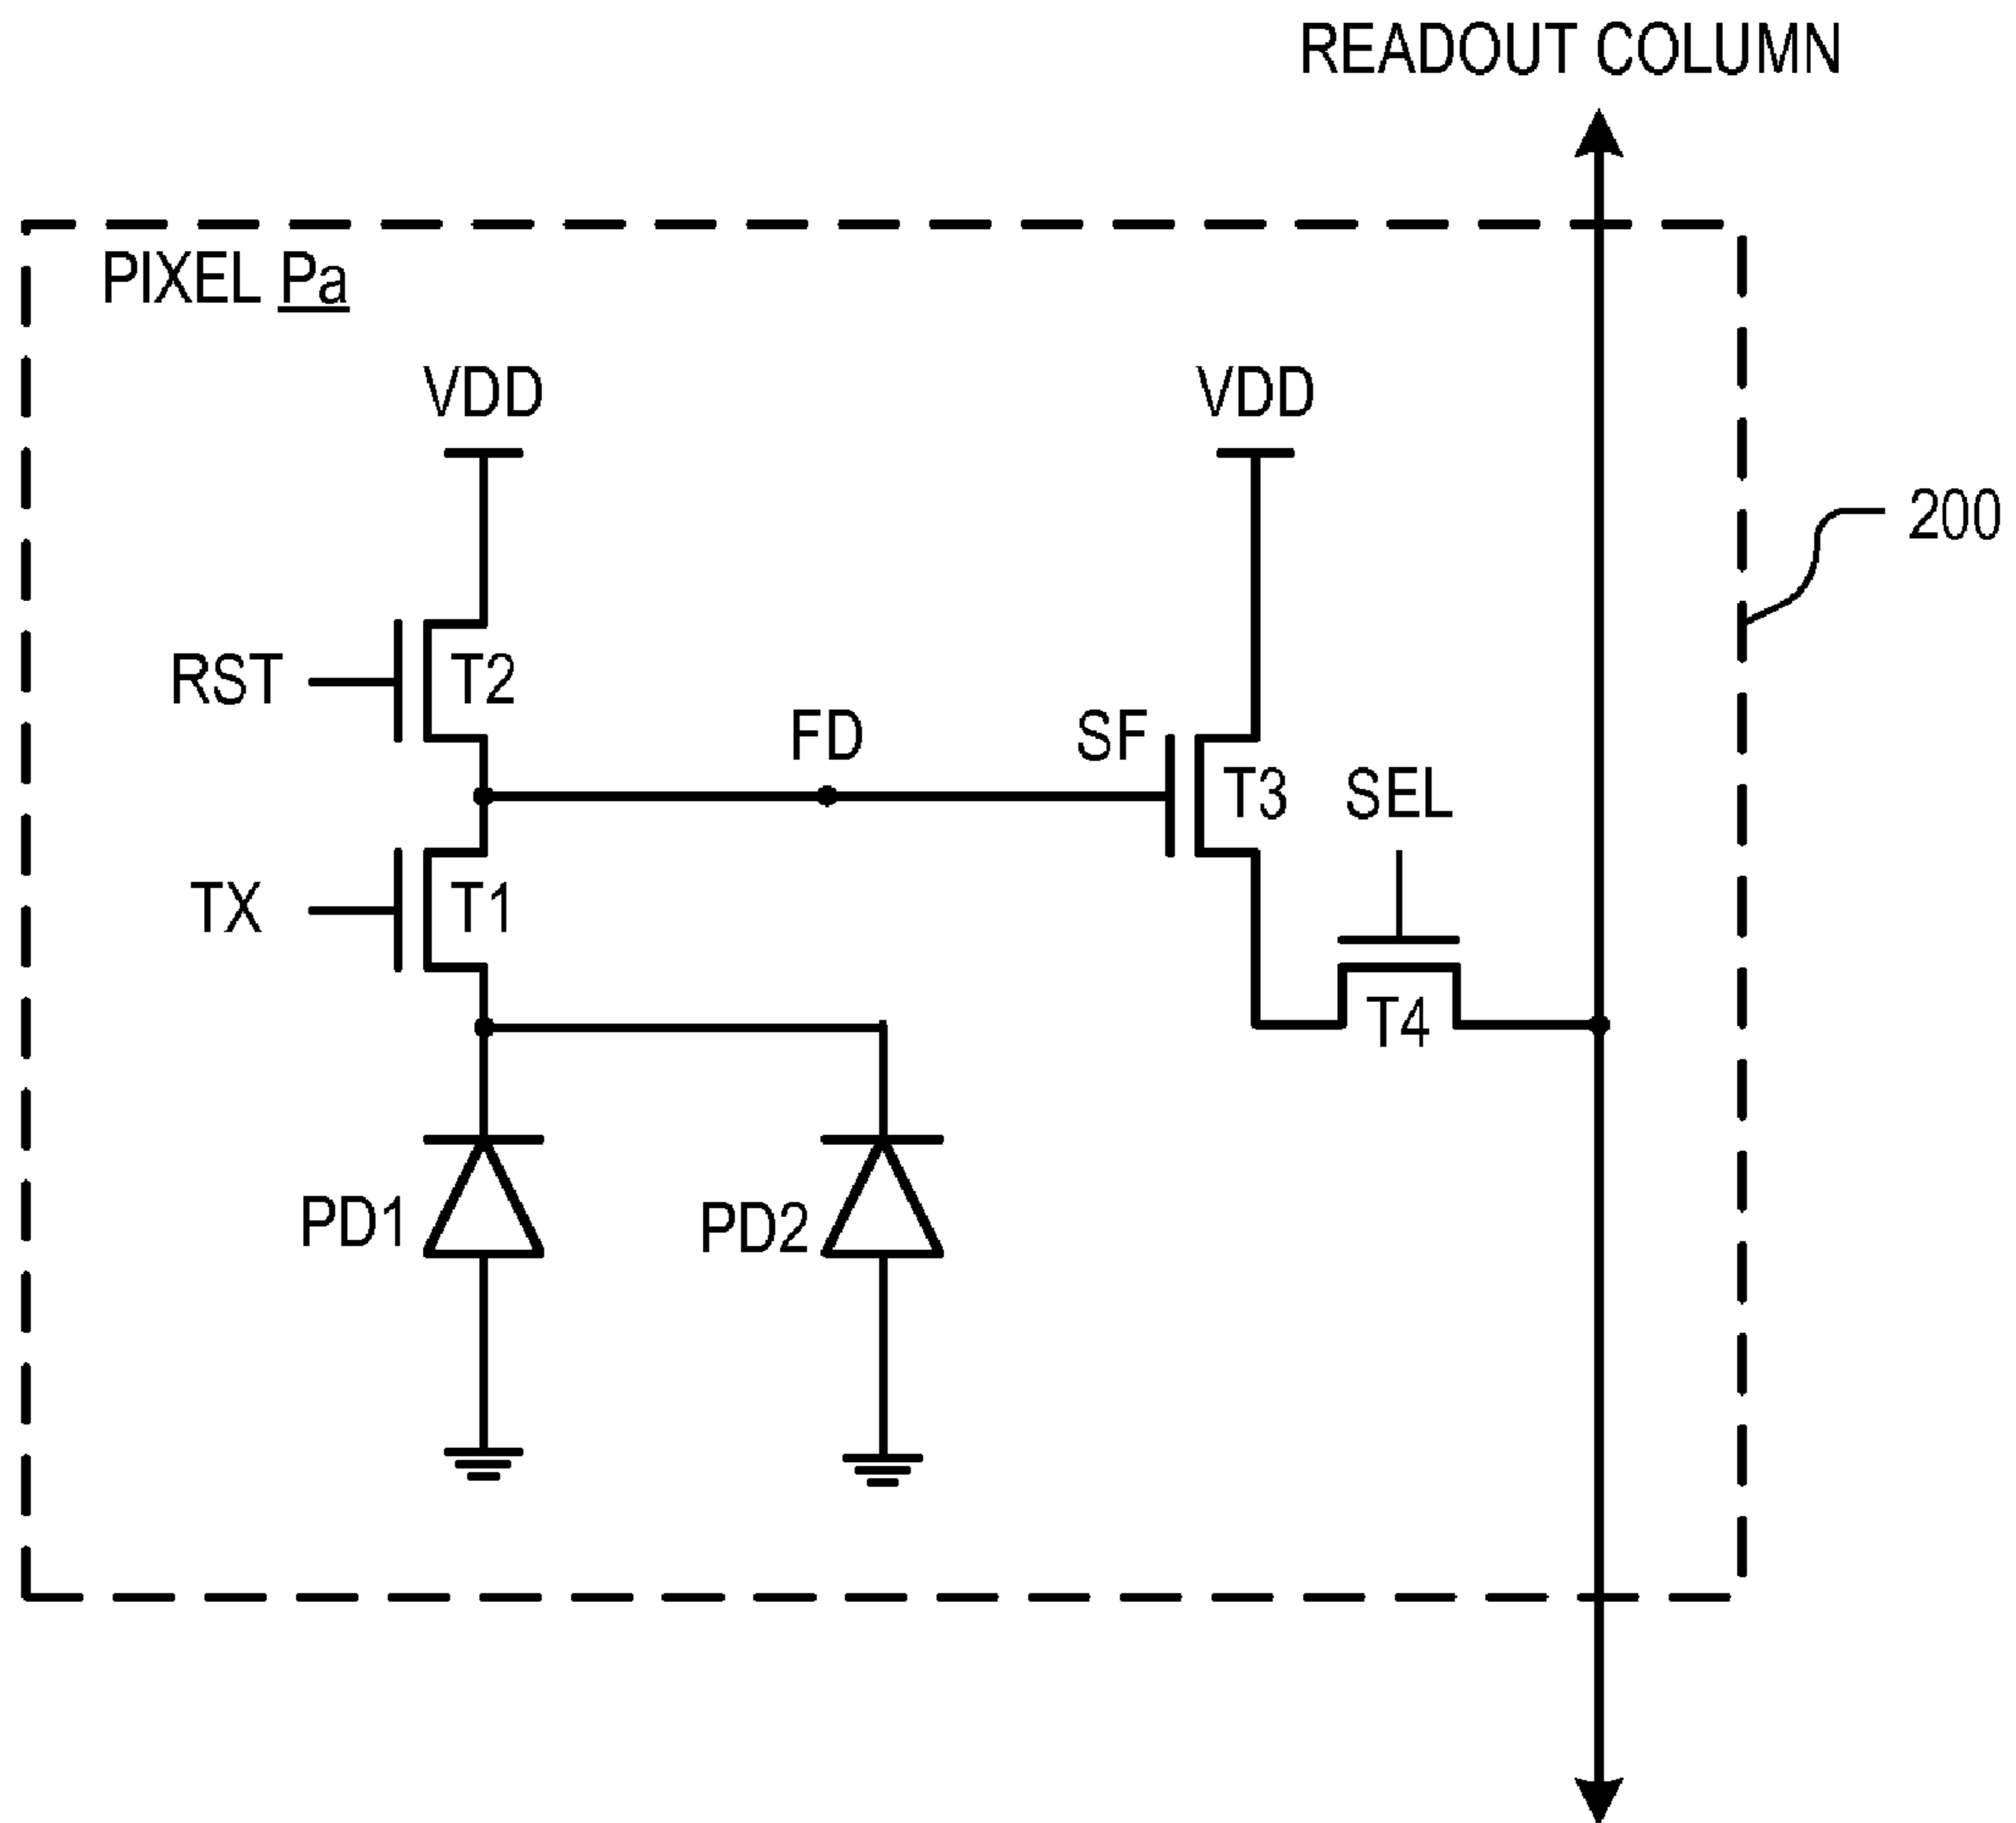 READOUT COLUMN
PIXEL Pa
VDD
VDD
200
RST
T2
FD
SF
T3
SEL
TX
T1
T4
PD1
PD2